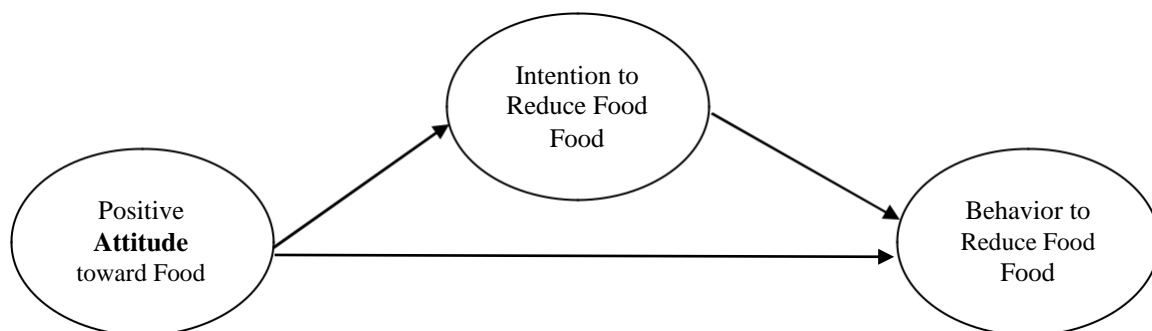 Intention to
Reduce Food
Food
Positive
Attitude
toward Food
Behavior to
Reduce Food
Food